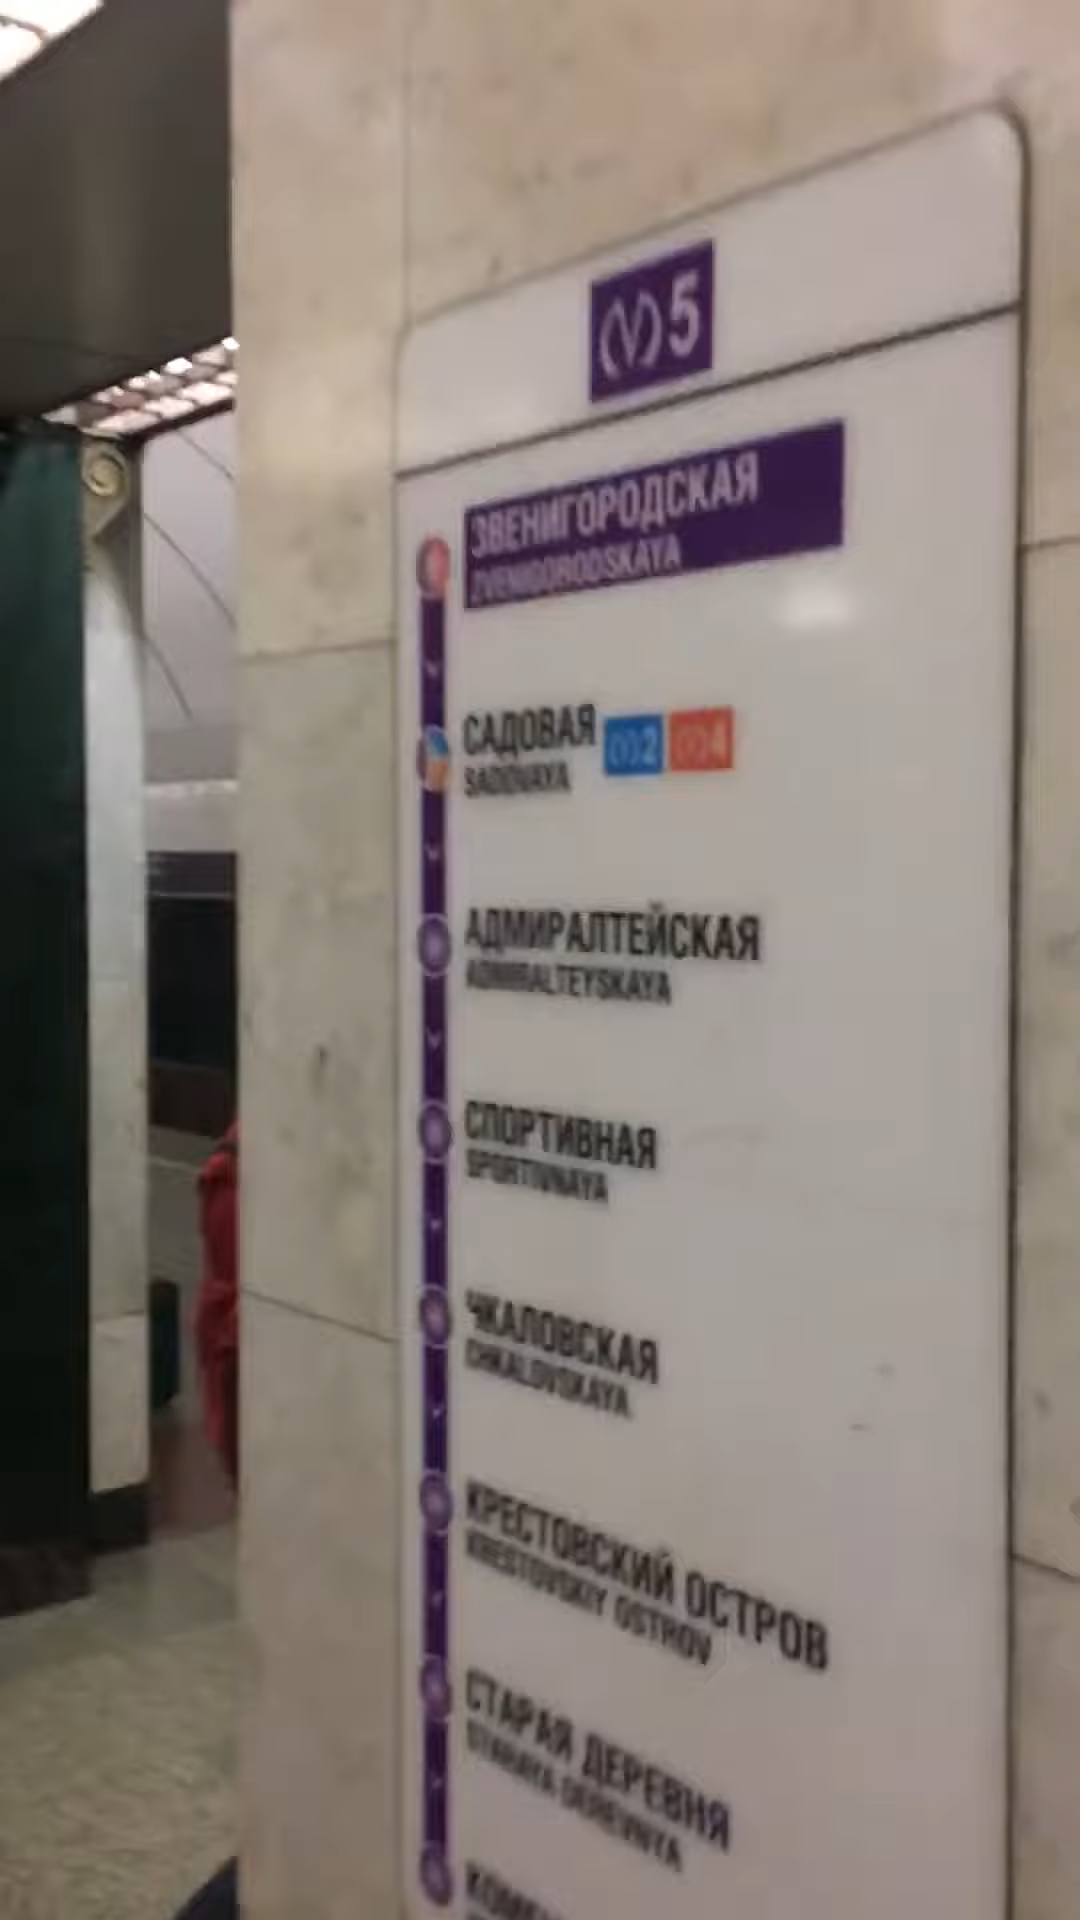 5
ЗВЕНИГОРОДСКАЯ
ZVENIGORODSKAYA
САДОВАЯ 2 4
SADOVAYA
АДМИРАЛТЕЙСКАЯ
ADMIRALTEYSKAYA
СПОРТИВНАЯ
SPORTIVNAYA
ЧКАЛОВСКАЯ
CHKALOVSKAYA
КРЕСТОВСКИЙ ОСТРОВ
KRESTOVSKIY OSTROV
СТАРАЯ ДЕРЕВНЯ
STARAYA DEREVNYA